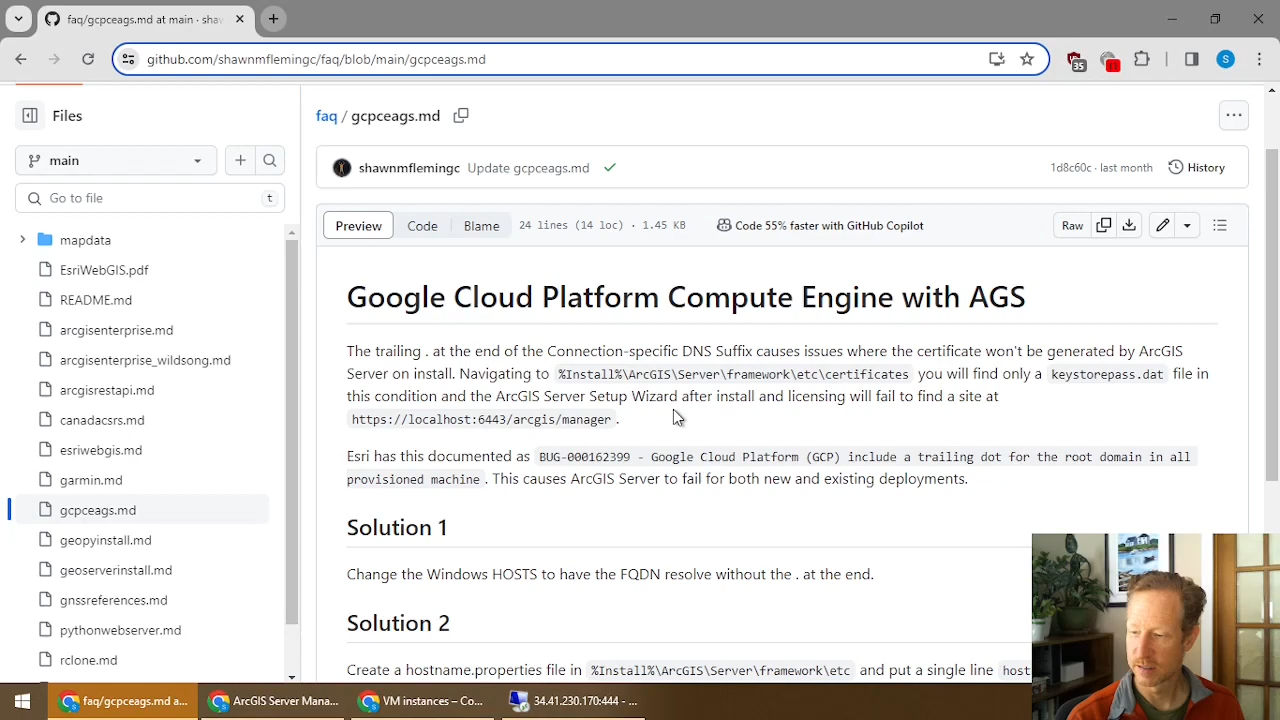 faq/gcpceags.md at main · shaw
github.com/shawnmflemingc/faq/blob/main/gcpceags.md
35
11
S
Files
main
Go to file
t
mapdata
EsriWebGIS.pdf
README.md
arcgisenterprise.md
arcgisenterprise_wildsong.md
arcgisrestapi.md
canadacsrs.md
esriwebgis.md
garmin.md
gcpceags.md
geopyinstall.md
geoserverinstall.md
gnssreferences.md
pythonwebserver.md
rclone.md
faq / gcpceags.md
shawnmflemingc Update gcpceags.md
1d8c60c · last month
History
Preview
Code
Blame
24 lines (14 loc) · 1.45 KB
Code 55% faster with GitHub Copilot
Raw
Google Cloud Platform Compute Engine with AGS
The trailing . at the end of the Connection-specific DNS Suffix causes issues where the certificate won't be generated by ArcGIS
Server on install. Navigating to %Install%\ArcGIS\Server\framework\etc\certificates you will find only a keystorepass.dat file in
this condition and the ArcGIS Server Setup Wizard after install and licensing will fail to find a site at
https://localhost:6443/arcgis/manager .
Esri has this documented as BUG-000162399 - Google Cloud Platform (GCP) include a trailing dot for the root domain in all
provisioned machine . This causes ArcGIS Server to fail for both new and existing deployments.
Solution 1
Change the Windows HOSTS to have the FQDN resolve without the . at the end.
Solution 2
Create a hostname.properties file in %Install%\ArcGIS\Server\framework\etc and put a single line host
faq/gcpceags.md a...
ArcGIS Server Mana...
VM instances – Co...
34.41.230.170:444 - ...